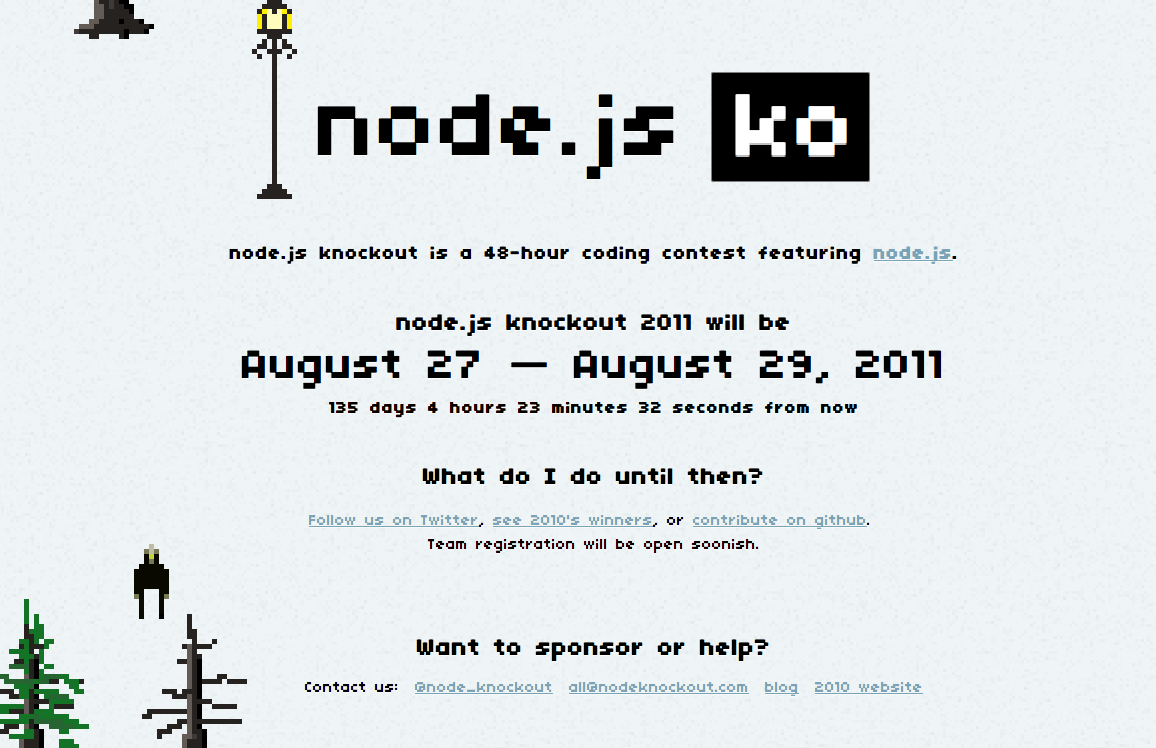 node.js ko
node.js knockout is a 48-hour coding contest featuring node.js.
node.js knockout 2011 will be
August 27 — August 29, 2011
135 days 4 hours 23 minutes 32 seconds from now
What do I do until then?
Follow us on Twitter, see 2010's winners, or contribute on github.
Team registration will be open soonish.
Want to sponsor or help?
Contact us: @node_knockout all@nodeknockout.com blog 2010 website